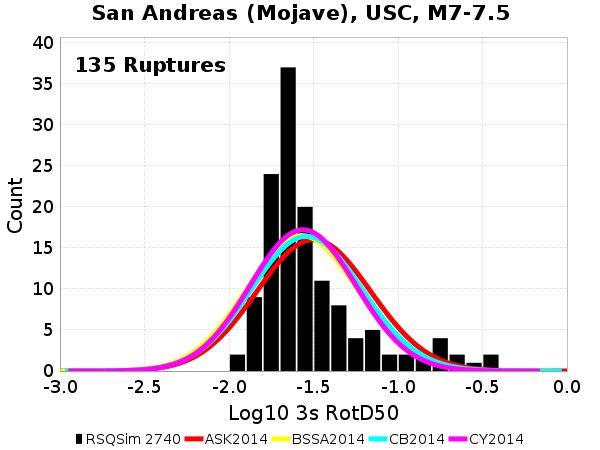 San Andreas (Mojave), USC, M7-7.5
135 Ruptures
Count
40
35
30
25
20
15
10
5
0
-3.0 -2.5 -2.0 -1.5 -1.0 -0.5 0.0
Log10 3s RotD50
RSQSim 2740 ASK2014 BSSA2014 CB2014 CY2014